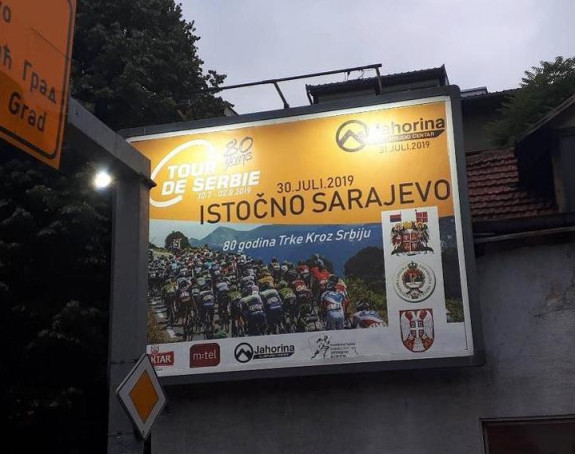 Град
Grad
TOUR
DE SERBIE
80
years
Jahorina
31.JULI.2019
30.JULI.2019
ISTOČNO SARAJEVO
80 godina Trke Kroz Srbiju
m:tel
Jahorina